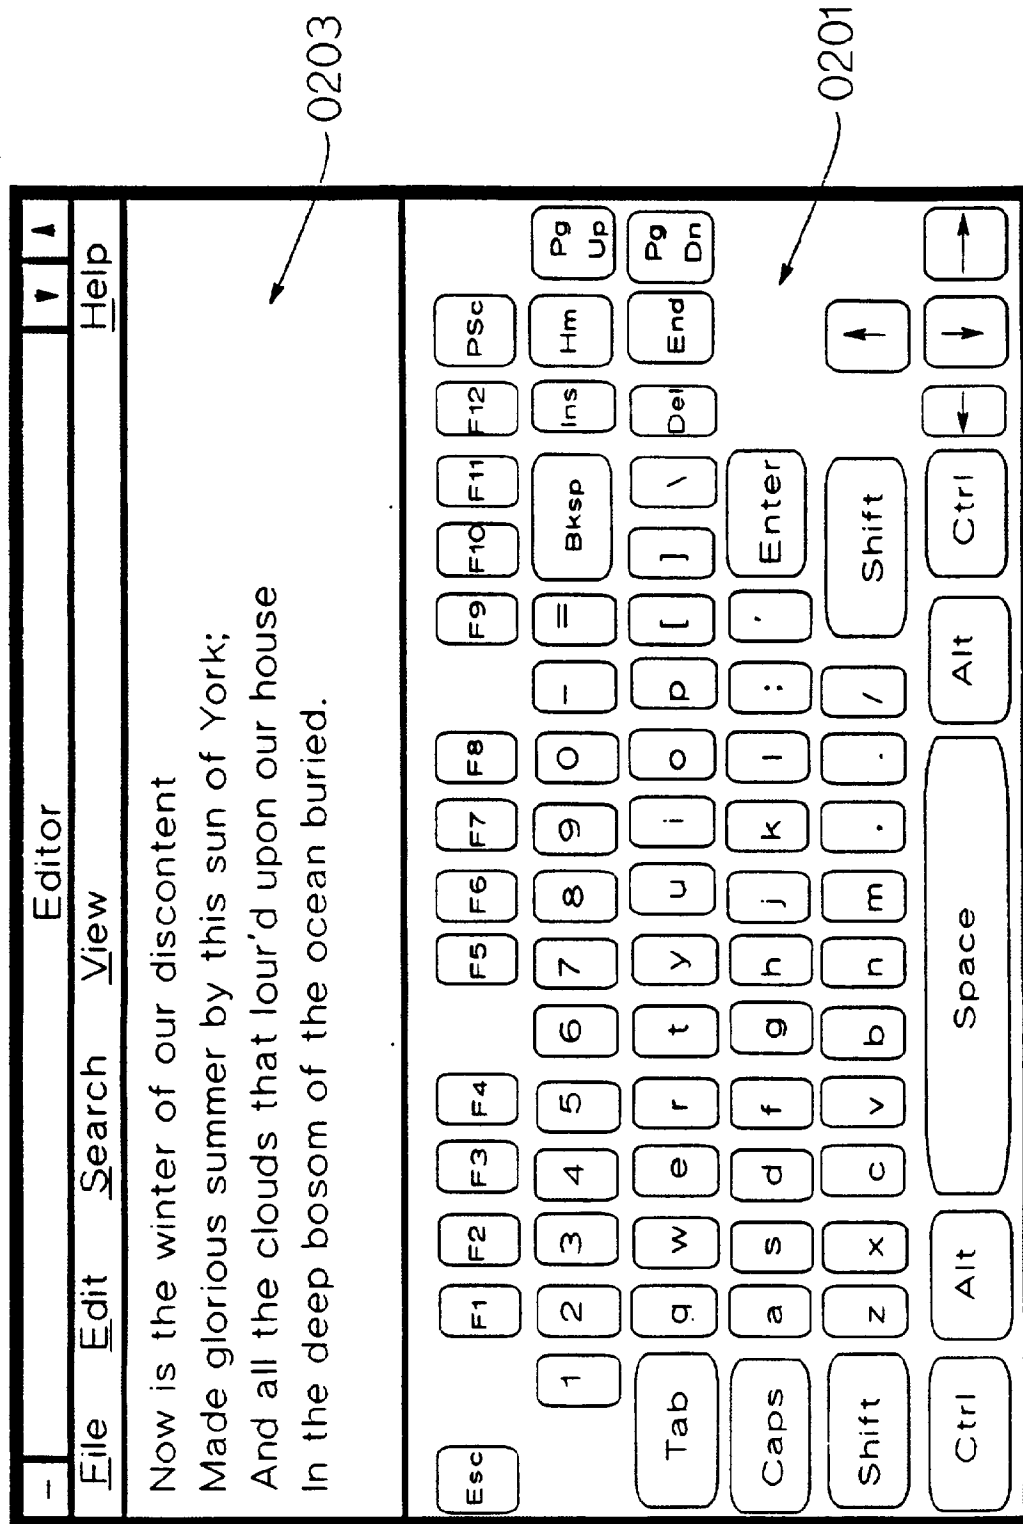 Editor
File Edit Search View Help
Now is the winter of our discontent
Made glorious summer by this sun of York;
And all the clouds that lour'd upon our house
In the deep bosom of the ocean buried.
0203
Esc F1 F2 F3 F4 F5 F6 F7 F8 F9 F10 F11 F12 PSc
1 2 3 4 5 6 7 8 9 0 - = Bksp Ins Hm Pg Up
Tab q w e r t y u i o p [ ] \ Del End Pg Dn
Caps a s d f g h j k l : ' Enter
Shift z x c v b n m . . / Shift ↑
Ctrl Alt Space Alt Ctrl ← ↓ →
0201